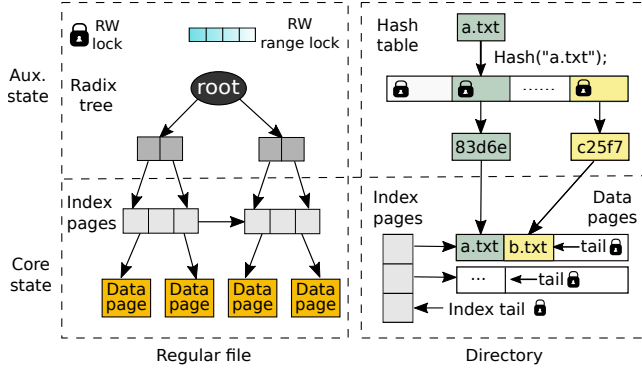 RW
lock
RW
range lock
Aux.
state
Radix
tree
root
Hash
table
a.txt
Hash("a.txt");
......
83d6e
c25f7
Core
state
Index
pages
Data
page
Data
page
Data
page
Data
page
Index
pages
Data
pages
a.txt
b.txt
tail
...
tail
Index tail
Regular file
Directory